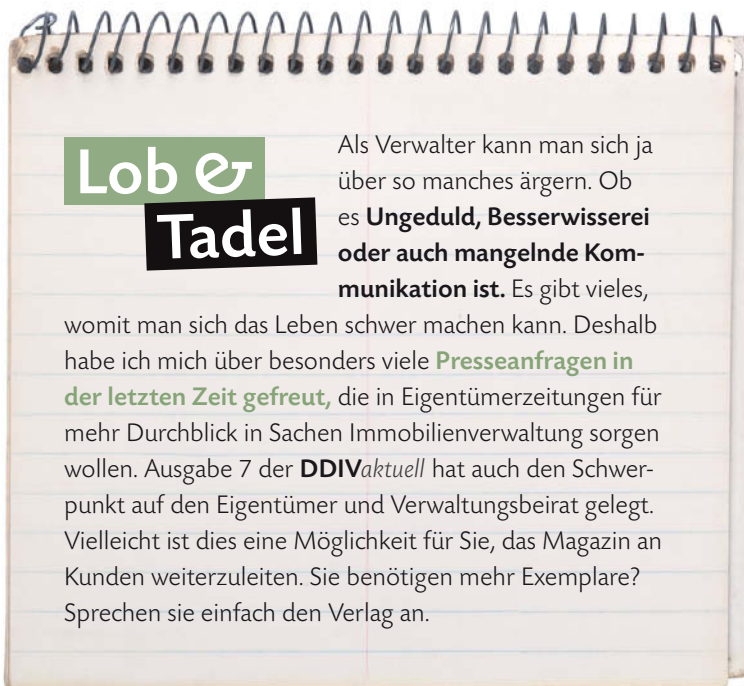 Lob &
Tadel
Als Verwalter kann man sich ja
über so manches ärgern. Ob
es Ungeduld, Besserwisserei
oder auch mangelnde Kom-
munikation ist. Es gibt vieles,
womit man sich das Leben schwer machen kann. Deshalb
habe ich mich über besonders viele Presseanfragen in
der letzten Zeit gefreut, die in Eigentümerzeitungen für
mehr Durchblick in Sachen Immobilienverwaltung sorgen
wollen. Ausgabe 7 der DDIVaktuell hat auch den Schwer-
punkt auf den Eigentümer und Verwaltungsbeirat gelegt.
Vielleicht ist dies eine Möglichkeit für Sie, das Magazin an
Kunden weiterzuleiten. Sie benötigen mehr Exemplare?
Sprechen sie einfach den Verlag an.